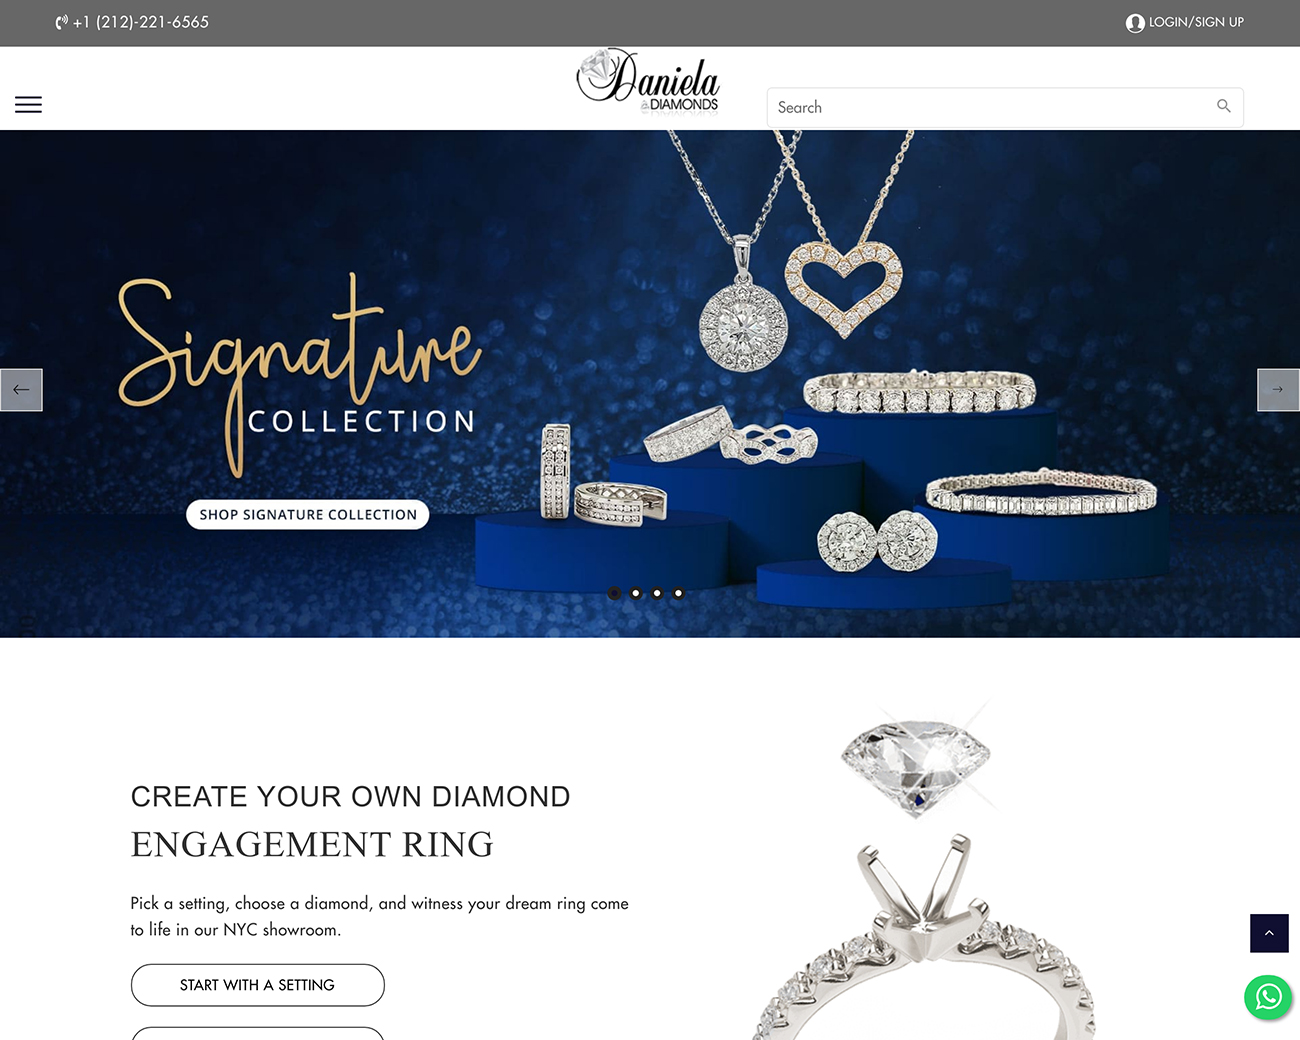 +1 (212)-221-6565
LOGIN/SIGN UP
Daniela
DIAMONDS
Search
Signature
COLLECTION
SHOP SIGNATURE COLLECTION
CREATE YOUR OWN DIAMOND
ENGAGEMENT RING
Pick a setting, choose a diamond, and witness your dream ring come
to life in our NYC showroom.
START WITH A SETTING